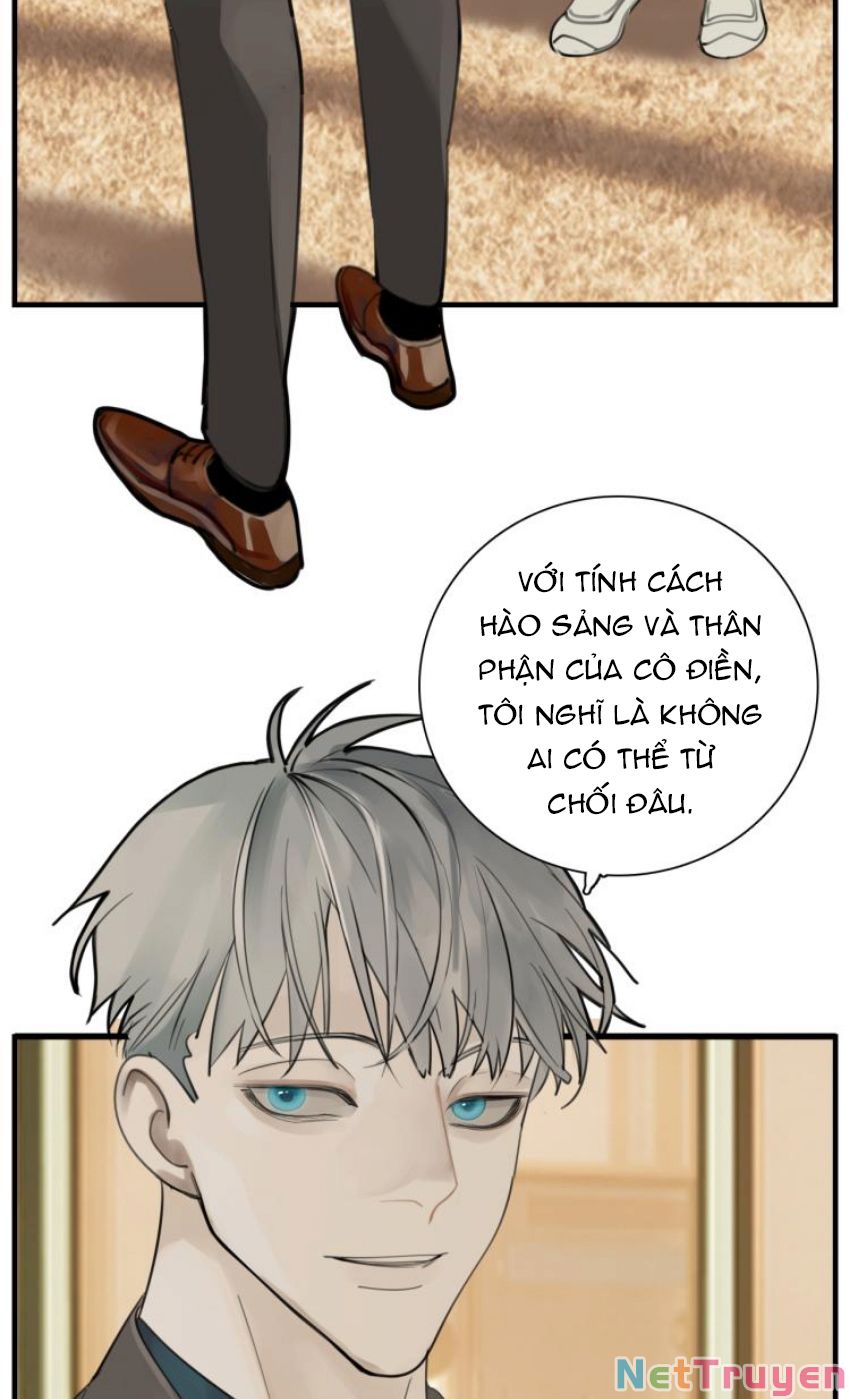 VỚI TÍNH CÁCH
HÀO SẢNG VÀ THÂN
PHẬN CỦA CÔ ĐIỀN,
TÔI NGHĨ LÀ KHÔNG
AI CÓ THỂ TỪ
CHỐI ĐÂU.
NETTRUYEN